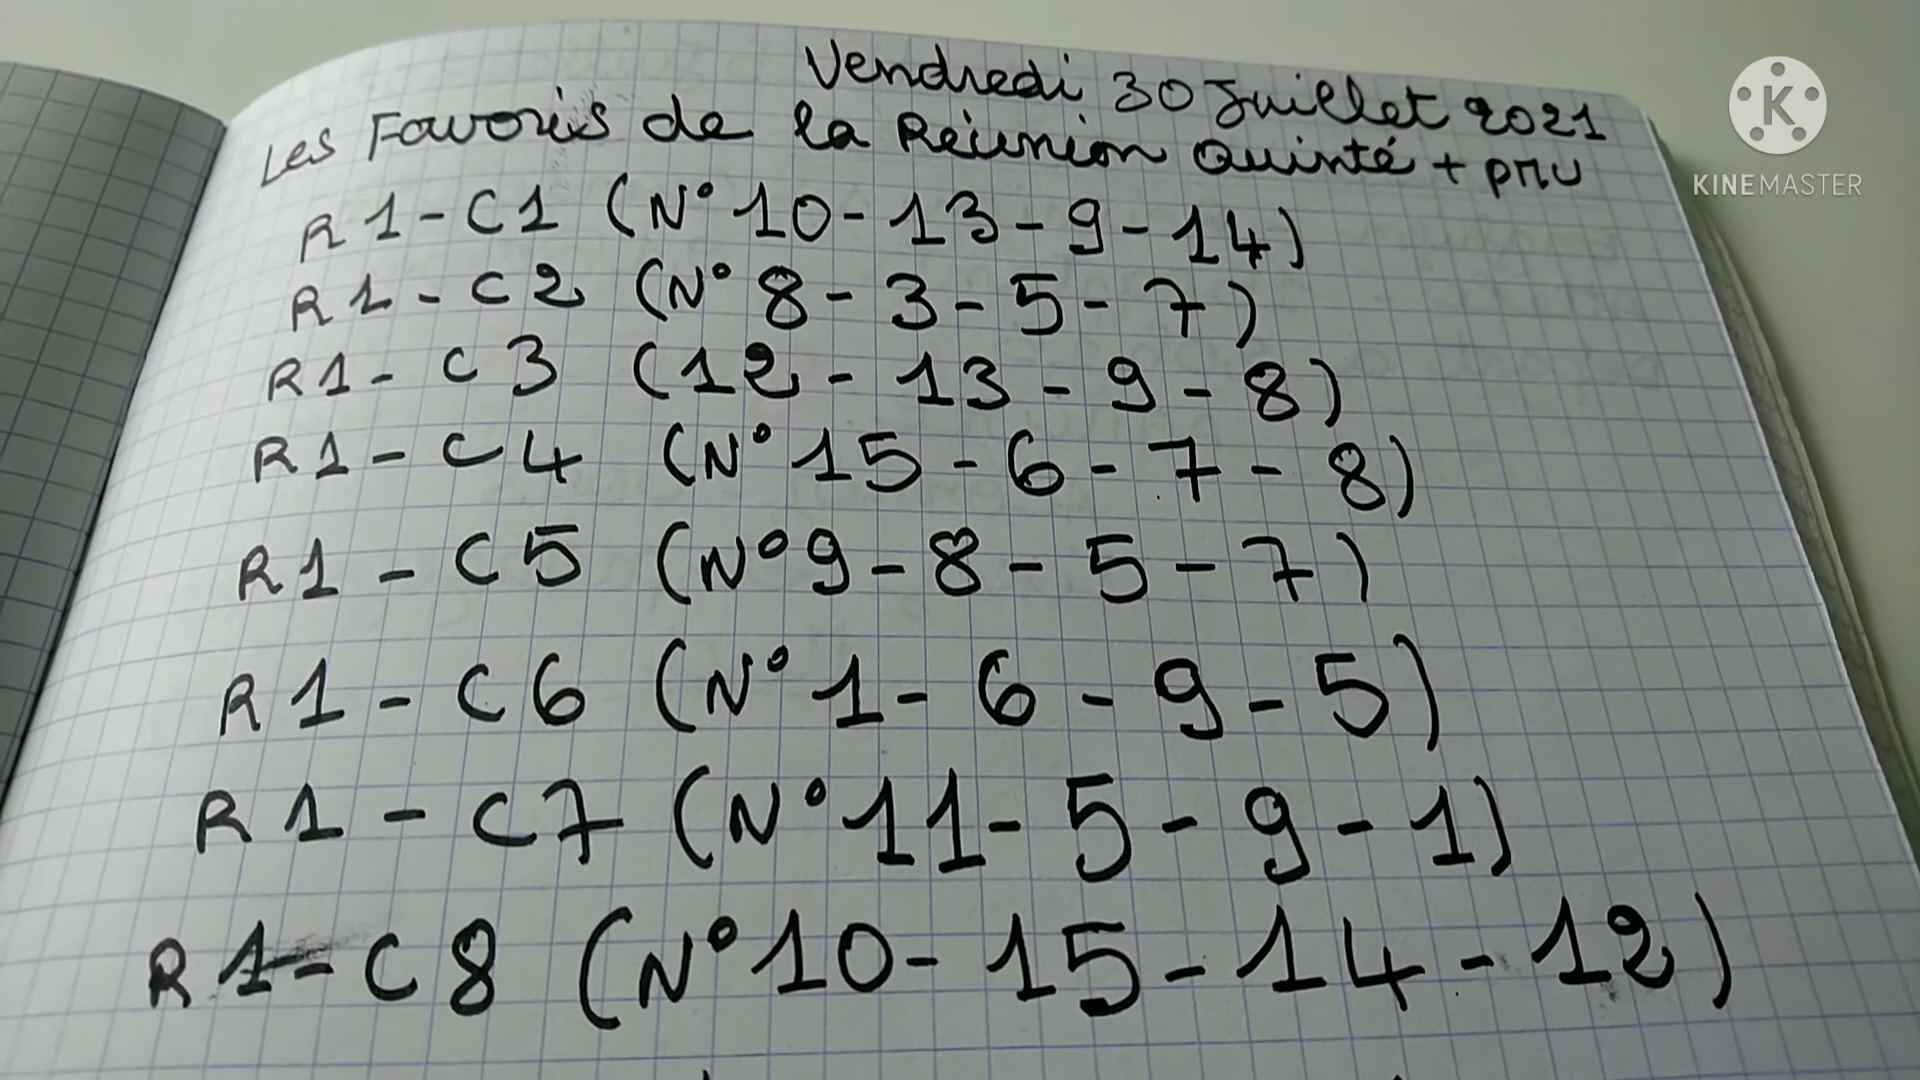 Vendredi 30 Juillet 2021
Les Favoris de la Réunion Quinté + PMU
R1-C1 (N° 10-13-9-14)
R1-C2 (N° 8-3-5-7)
R1-C3 (12-13-9-8)
R1-C4 (N° 15-6-7-8)
R1-C5 (N° 9-8-5-7)
R1-C6 (N° 1-6-9-5)
R1-C7 (N° 11-5-9-1)
R1-C8 (N° 10-15-14-12)
K
KINEMASTER